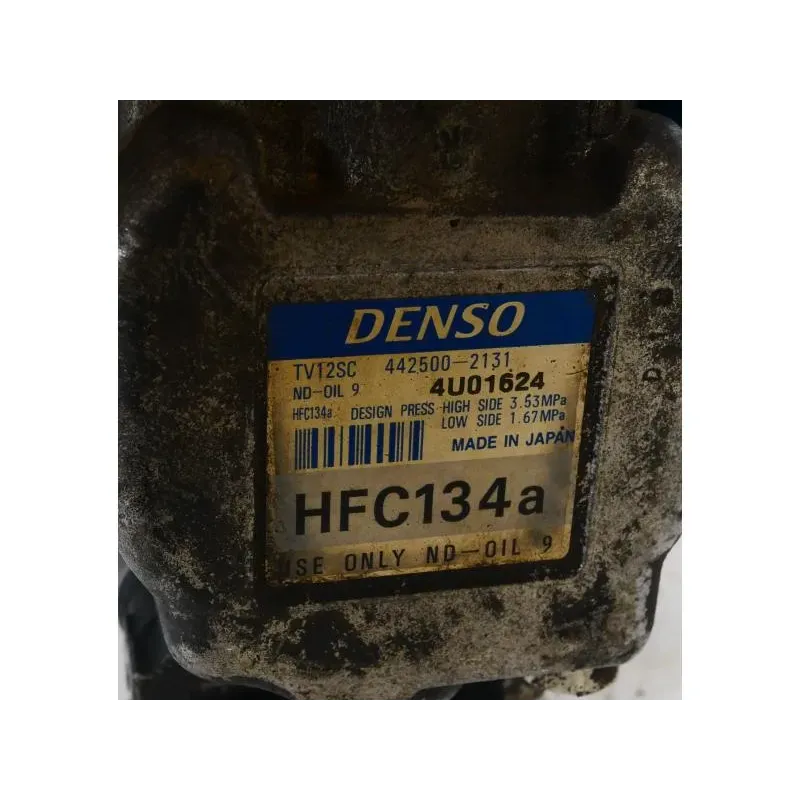 DENSO
TV12SC 442500-2131
ND-OIL 9 4U01624
HFC134a DESIGN PRESS HIGH SIDE 3.53MPa
LOW SIDE 1.67MPa
MADE IN JAPAN
HFC134a
USE ONLY ND-OIL 9